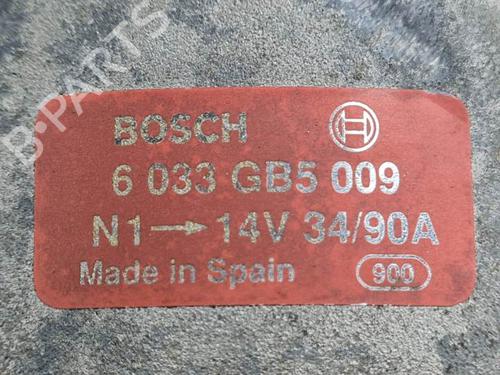 B-PARTS
BOSCH
6 033 GB5 009
N1→14V 34/90A
Made in Spain 900